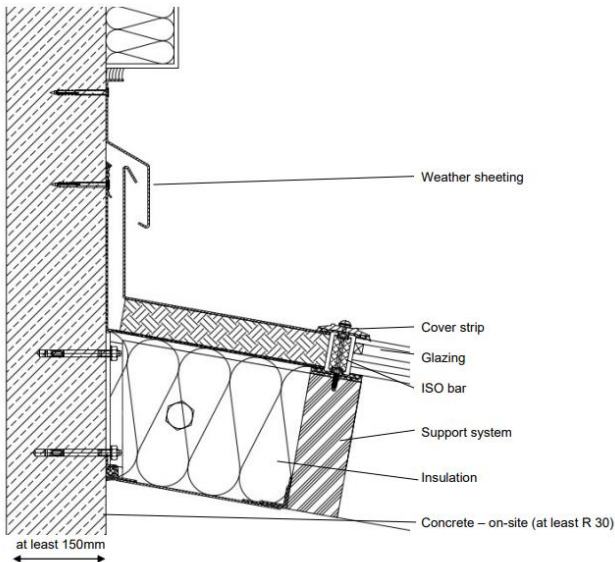 Weather sheeting
Cover strip
Glazing
ISO bar
Support system
Insulation
Concrete – on-site (at least R 30)
at least 150mm